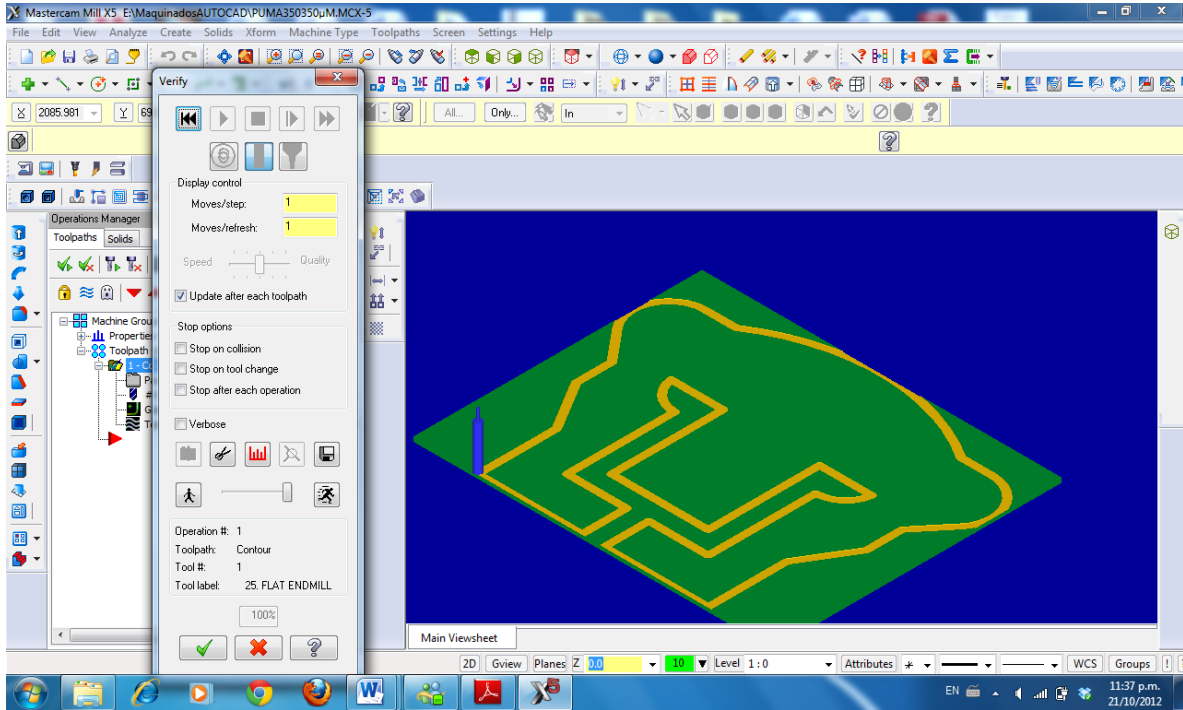 Mastercam Mill X5 E:\MaquinadosAUTOCAD\PUMA350350µM.MCX-5
File Edit View Analyze Create Solids Xform Machine Type Toolpaths Screen Settings Help
X 2085.981 Y 69
All... Only... In
Verify
Display control
Moves/step: 1
Moves/refresh: 1
Speed Quality
Update after each toolpath
Stop options
Stop on collision
Stop on tool change
Stop after each operation
Verbose
Operation #: 1
Toolpath: Contour
Tool #: 1
Tool label: 25. FLAT ENDMILL
100%
Operations Manager
Toolpaths Solids
Machine Grou
Propertie
Toolpath
1 - Co
Main Viewsheet
2D Gview Planes Z 0.0 10 Level 1 : 0 Attributes WCS Groups
EN 11:37 p.m.
21/10/2012